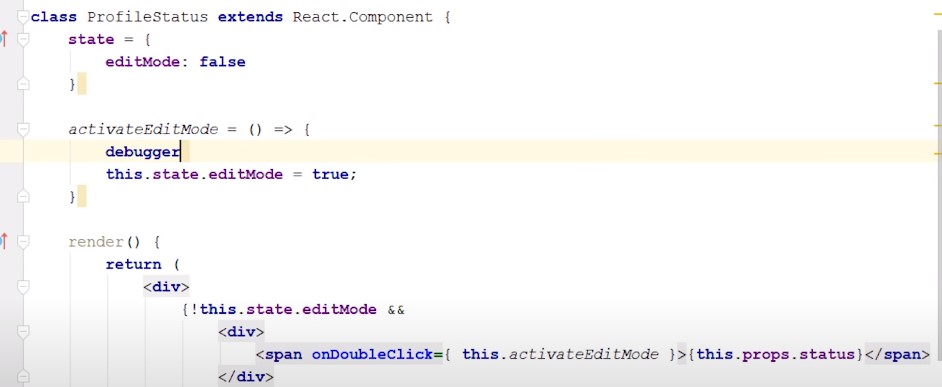 class ProfileStatus extends React.Component {
state = {
editMode: false
}
activateEditMode = () => {
debugger
this.state.editMode = true;
}
render() {
return (
<div>
{!this.state.editMode &&
<div>
<span onDoubleClick={ this.activateEditMode }>{this.props.status}</span>
</div>